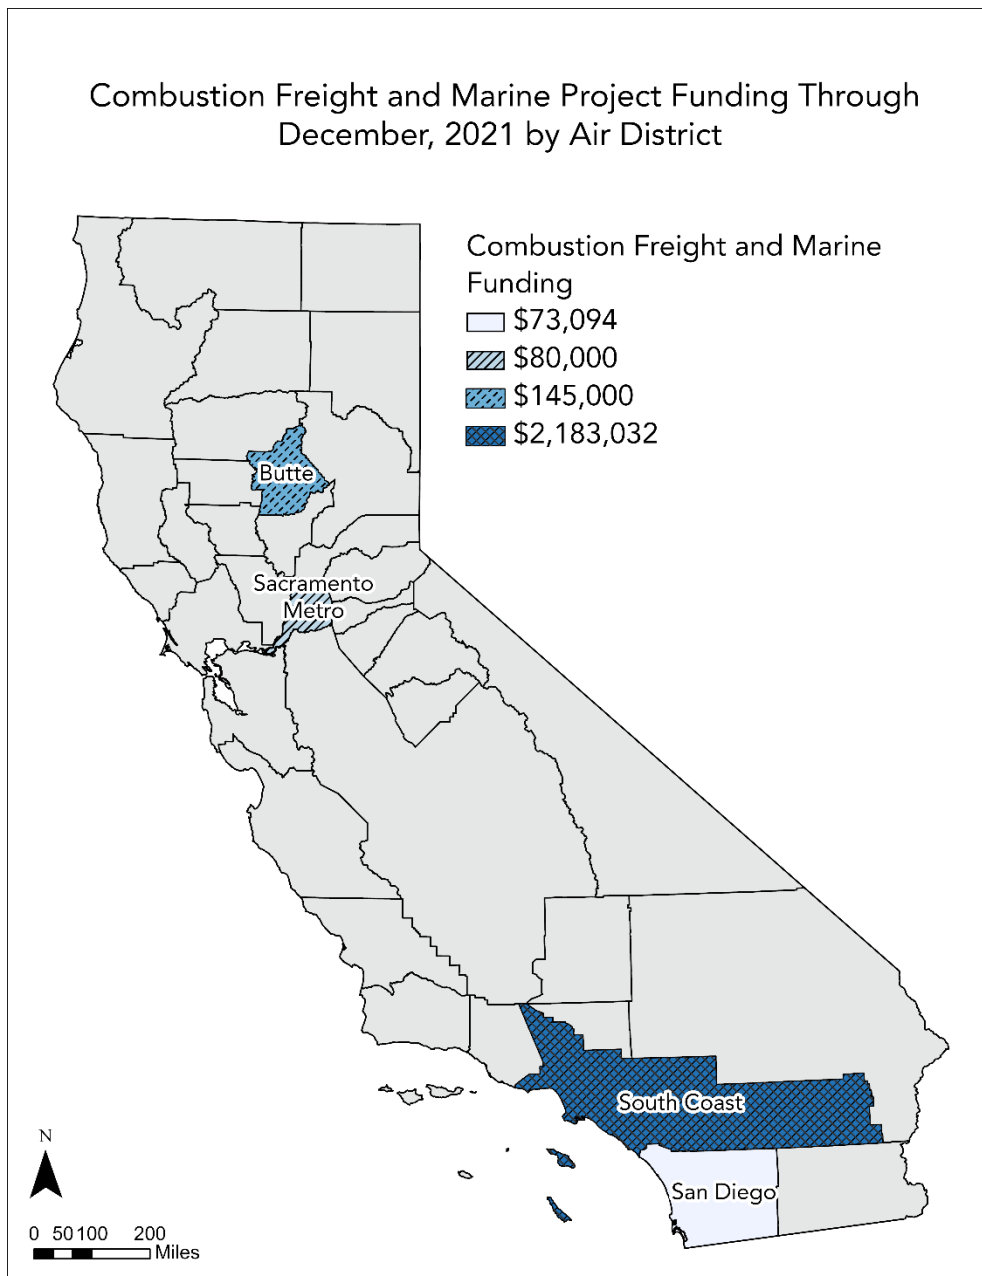 Combustion Freight and Marine Project Funding Through
December, 2021 by Air District
Combustion Freight and Marine
Funding
$73,094
$80,000
$145,000
$2,183,032
Butte
Sacramento
Metro
South Coast
San Diego
N
0 50 100 200
Miles